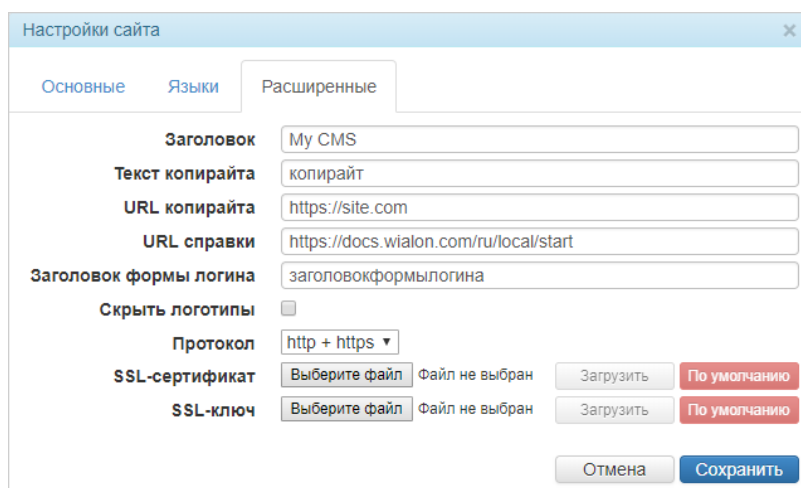 Настройки сайта ×
Основные Языки Расширенные
Заголовок My CMS
Текст копирайта копирайт
URL копирайта https://site.com
URL справки https://docs.wialon.com/ru/local/start
Заголовок формы логина заголовокформылогина
Скрыть логотипы
Протокол http + https ▼
SSL-сертификат Выберите файл Файл не выбран Загрузить По умолчанию
SSL-ключ Выберите файл Файл не выбран Загрузить По умолчанию
Отмена Сохранить